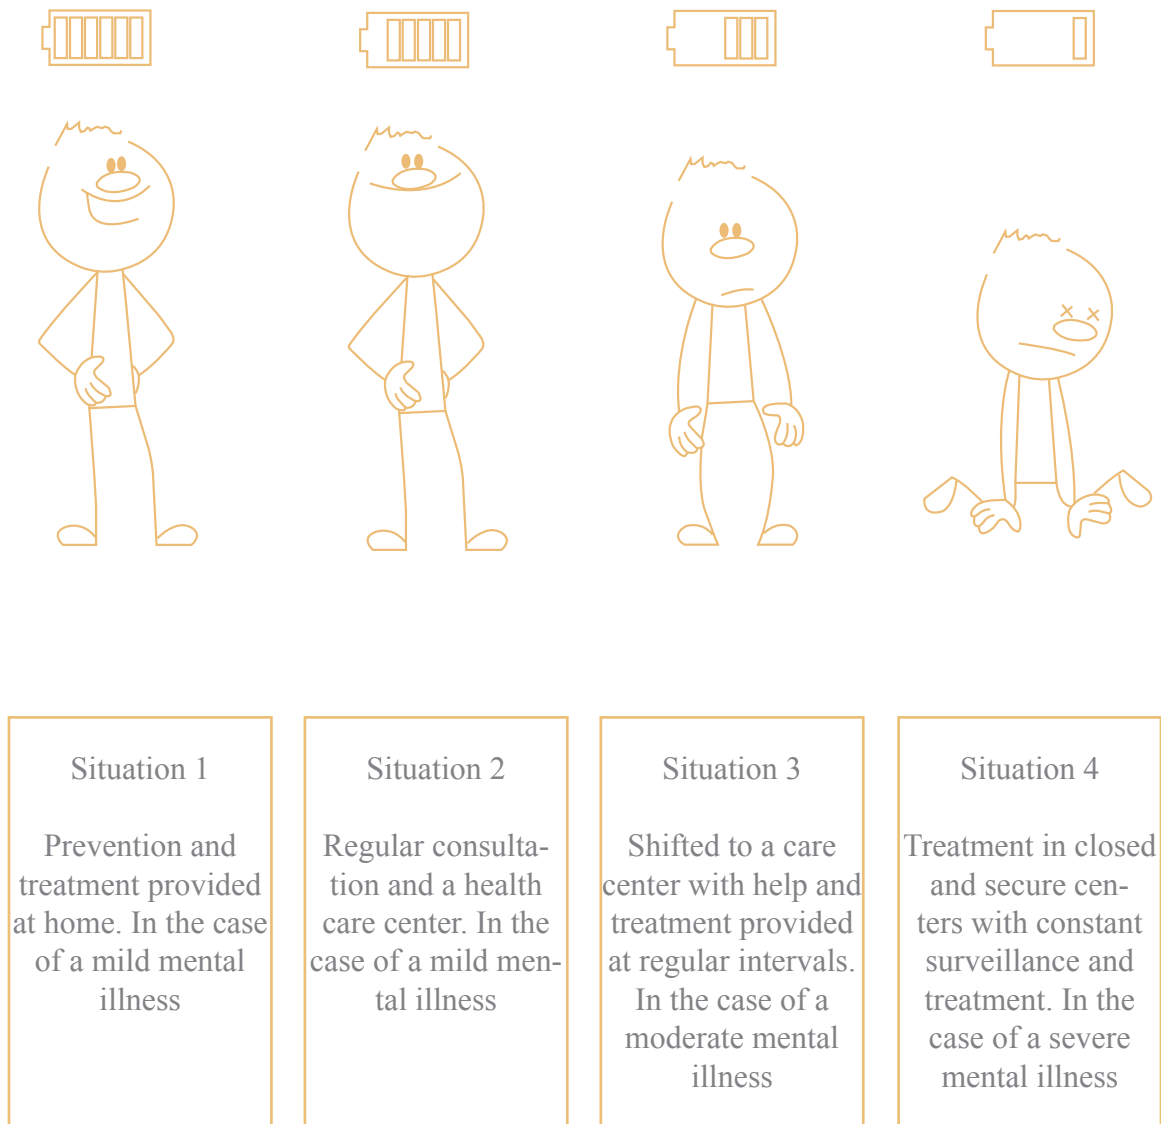 Situation 1
Prevention and
treatment provided
at home. In the case
of a mild mental
illness
Situation 2
Regular consulta-
tion and a health
care center. In the
case of a mild men-
tal illness
Situation 3
Shifted to a care
center with help and
treatment provided
at regular intervals.
In the case of a
moderate mental
illness
Situation 4
Treatment in closed
and secure cen-
ters with constant
surveillance and
treatment. In the
case of a severe
mental illness